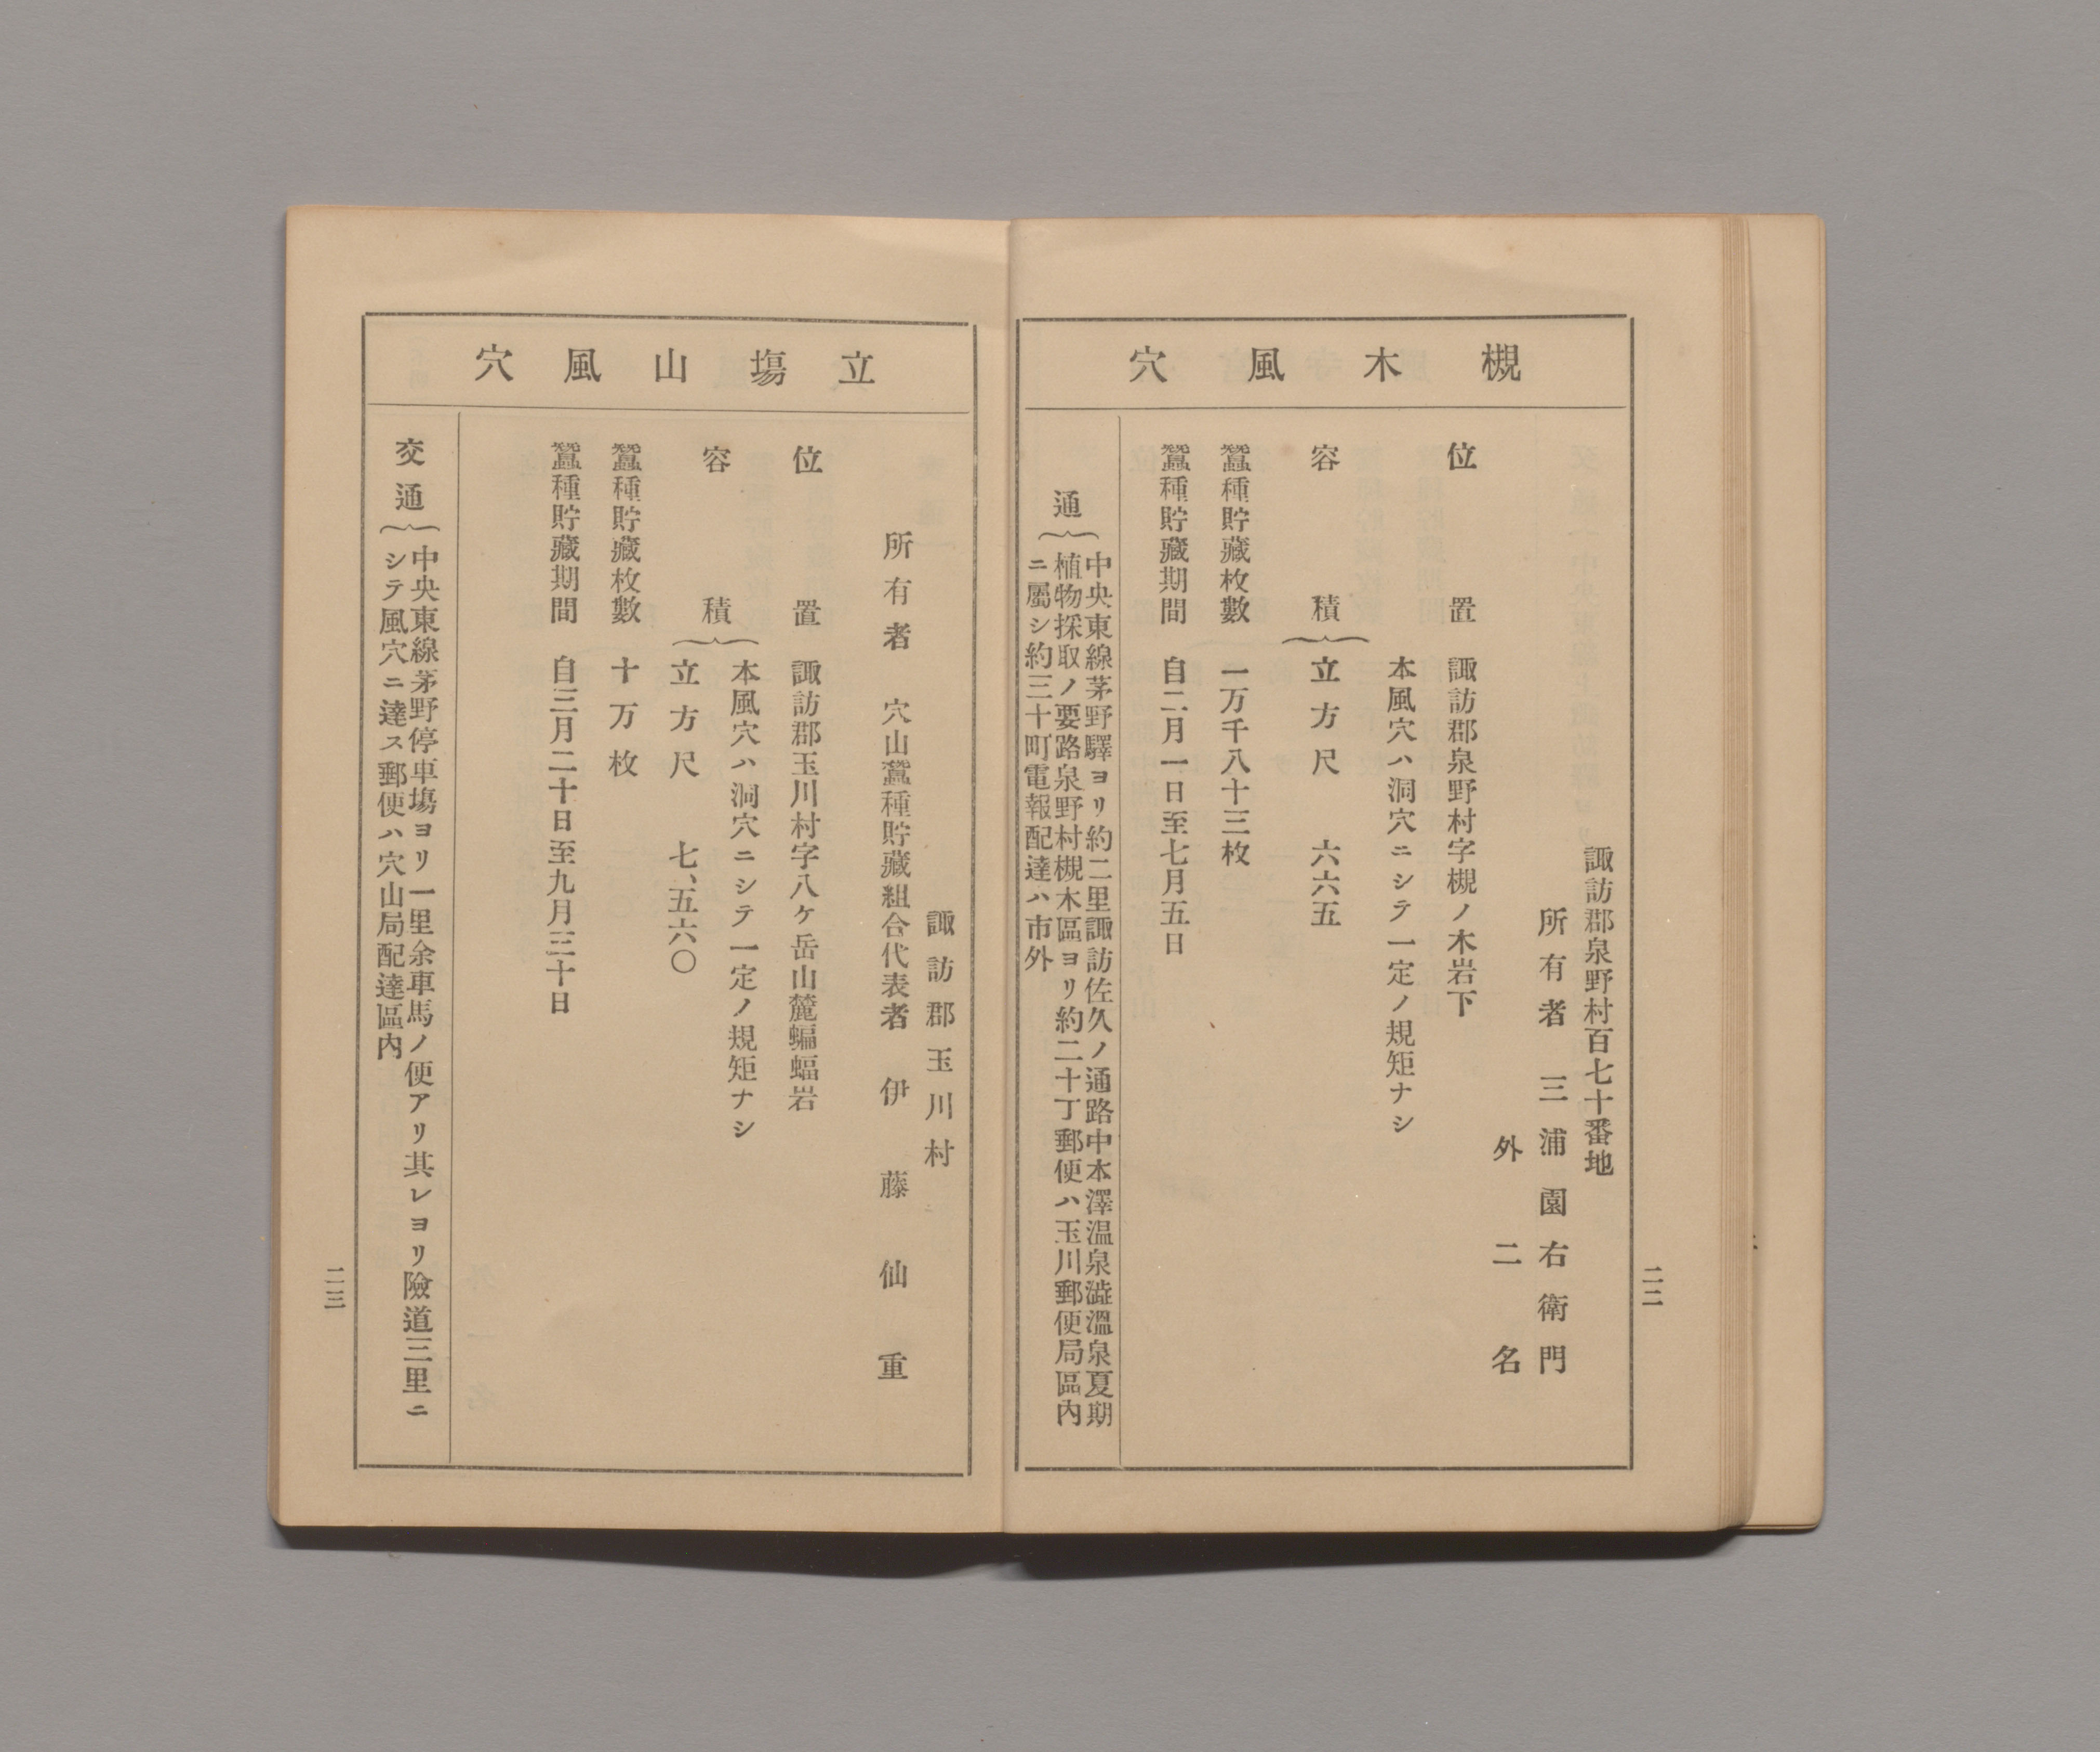 槻木風穴
諏訪郡泉野村百七十番地
所有者 三浦園右衛門
外二名
位置 諏訪郡泉野村字槻ノ木岩下
容積 本風穴ハ洞穴ニシテ一定ノ規矩ナシ
立方尺 六六五
蠶種貯藏枚數 一万千八十三枚
蠶種貯藏期間 自二月一日至七月五日
通 中央東線茅野驛ヨリ約二里諏訪佐久ノ通路中本澤温泉澁溫泉夏期
植物採取ノ要路泉野村槻木區ヨリ約二十丁郵便ハ玉川郵便局區内
ニ屬シ約三十町電報配達ハ市外
二二
立塲山風穴
諏訪郡玉川村
所有者 穴山蠶種貯藏組合代表者 伊藤仙重
位置 諏訪郡玉川村字八ケ岳山麓蝙蝠岩
容積 本風穴ハ洞穴ニシテ一定ノ規矩ナシ
立方尺 七、五六〇
蠶種貯藏枚數 十万枚
蠶種貯藏期間 自三月二十日至九月三十日
交通 中央東線茅野停車塲ヨリ一里余車馬ノ便アリ其レヨリ險道三里ニ
シテ風穴ニ達ス郵便ハ穴山局配達區内
二三